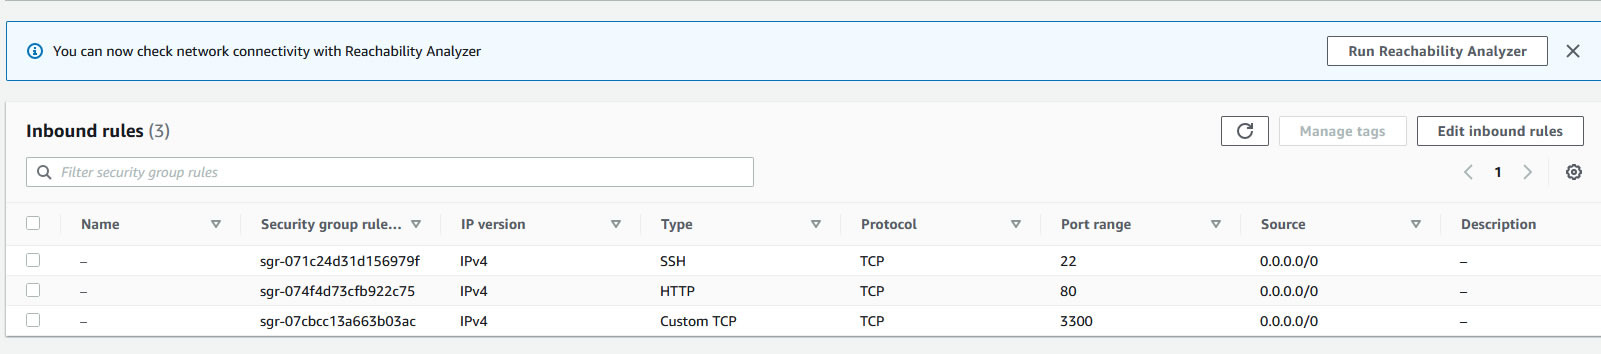 You can now check network connectivity with Reachability Analyzer Run Reachability Analyzer
Inbound rules (3) Manage tags Edit inbound rules
Filter security group rules 1
Name Security group rule... IP version Type Protocol Port range Source Description
– sgr-071c24d31d156979f IPv4 SSH TCP 22 0.0.0.0/0 –
– sgr-074f4d73cfb922c75 IPv4 HTTP TCP 80 0.0.0.0/0 –
– sgr-07cbcc13a663b03ac IPv4 Custom TCP TCP 3300 0.0.0.0/0 –